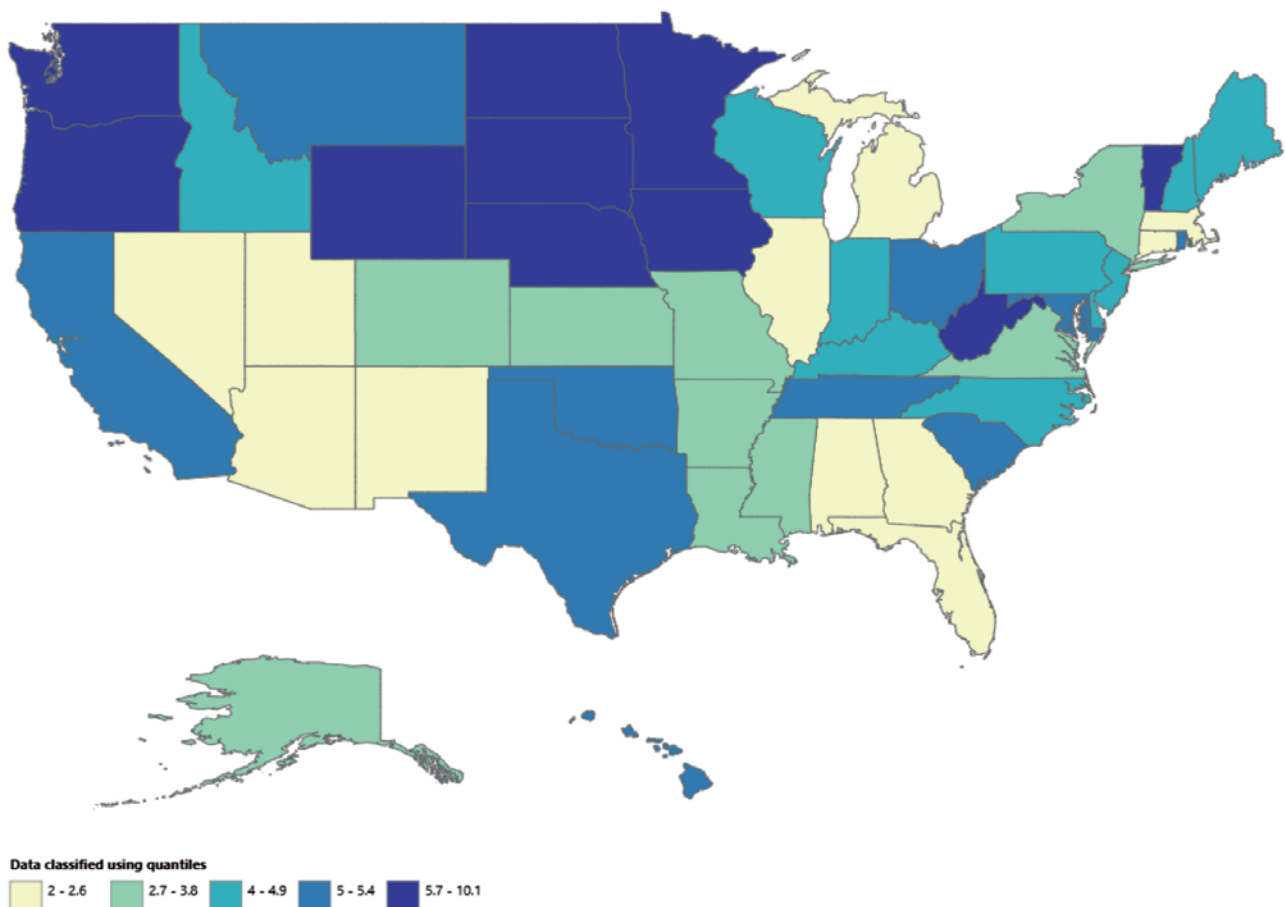 Data classified using quantiles
2 - 2.6 2.7 - 3.8 4 - 4.9 5 - 5.4 5.7 - 10.1